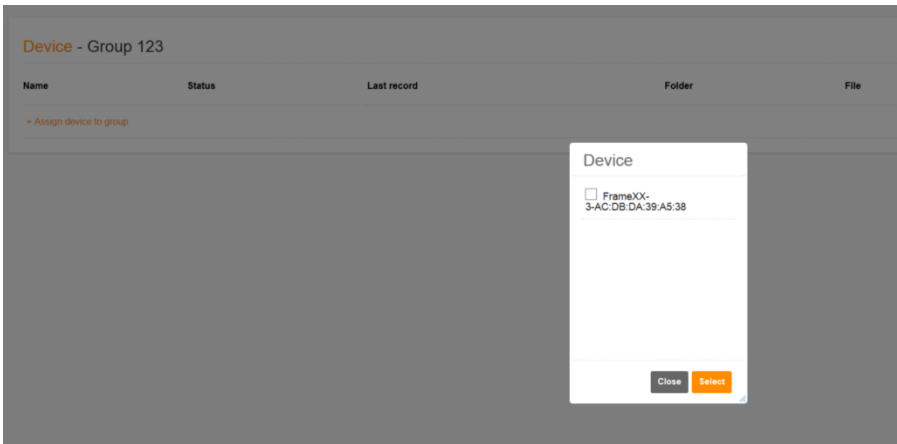 Device - Group 123
Name Status Last record Folder File
+ Assign device to group
Device
FrameXX-
3-AC:DB:DA:39:A5:38
Close Select